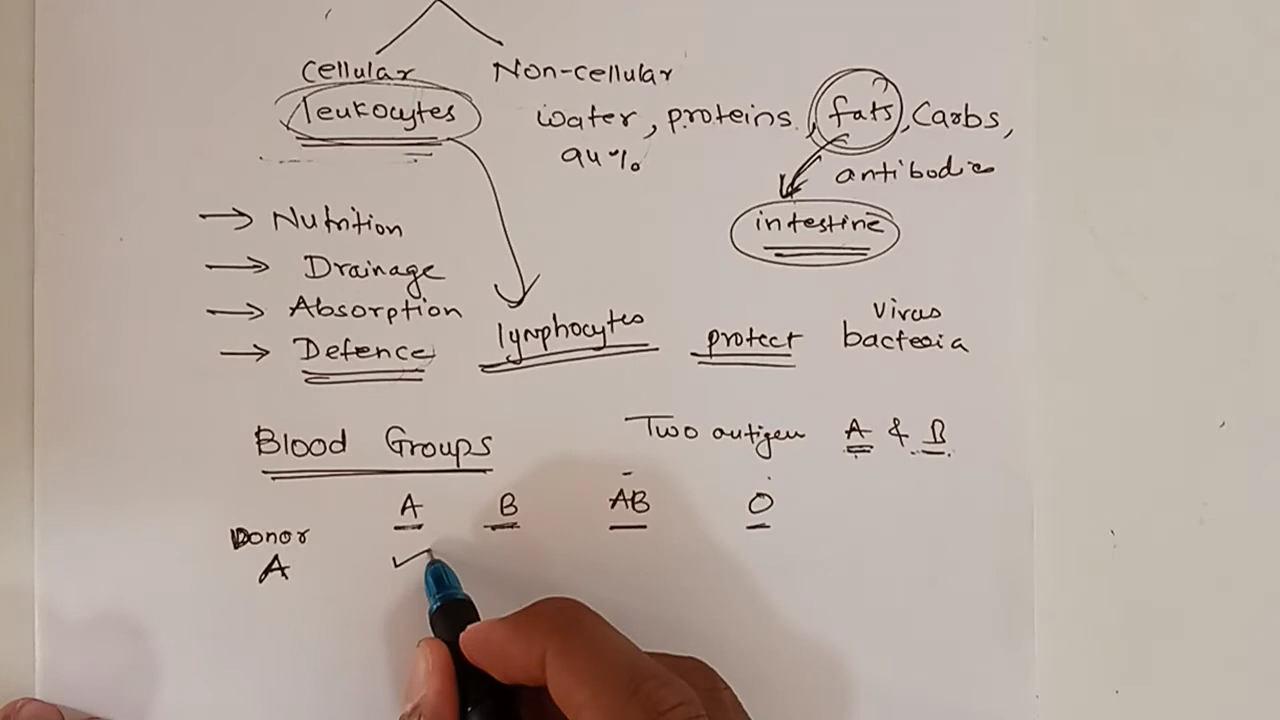 Cellular Non-cellular
leukocytes water, proteins, fats, Carbs,
94% antibodies
intestine
→ Nutrition
→ Drainage
→ Absorption
→ Defence lymphocytes protect virus
bacteria
Blood Groups Two antigen A & B
A B AB O
Donor
A ✓